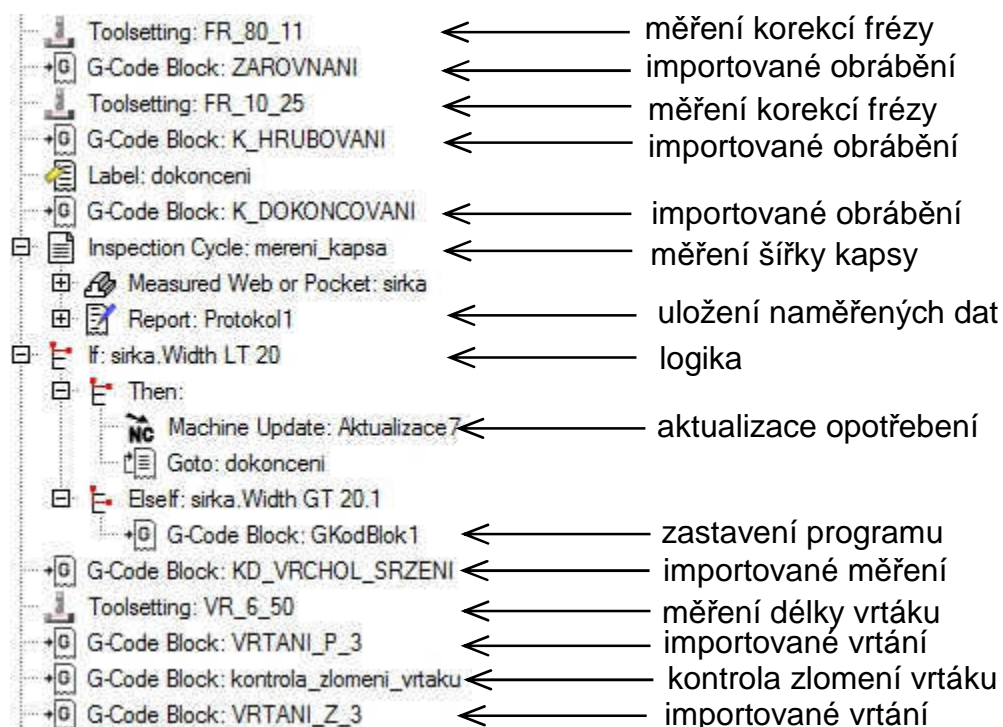 Toolsetting: FR_80_11 měření korekcí frézy
G-Code Block: ZAROVNANI importované obrábění
Toolsetting: FR_10_25 měření korekcí frézy
G-Code Block: K_HRUBOVANI importované obrábění
Label: dokonceni
G-Code Block: K_DOKONCOVANI importované obrábění
Inspection Cycle: mereni_kapsa měření šířky kapsy
Measured Web or Pocket: sirka
Report: Protokol1 uložení naměřených dat
If: sirka.Width LT 20 logika
Then:
NC Machine Update: Aktualizace7 aktualizace opotřebení
Goto: dokonceni
ElseIf: sirka.Width GT 20.1
G-Code Block: GKodBlok1 zastavení programu
G-Code Block: KD_VRCHOL_SRZENI importované měření
Toolsetting: VR_6_50 měření délky vrtáku
G-Code Block: VRTANI_P_3 importované vrtání
G-Code Block: kontrola_zlomeni_vrtaku kontrola zlomení vrtáku
G-Code Block: VRTANI_Z_3 importované vrtání